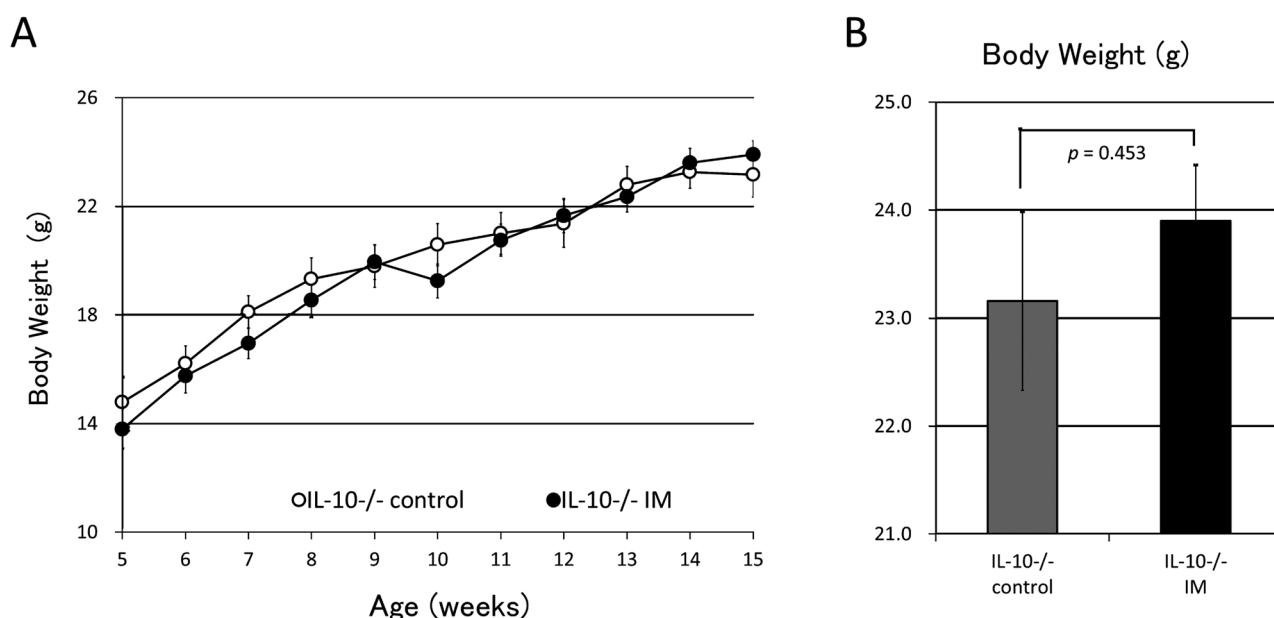 A
Body Weight (g)
26
22
18
14
10
IL-10-/- control
IL-10-/- IM
5 6 7 8 9 10 11 12 13 14 15
Age (weeks)
B
Body Weight (g)
25.0
24.0
23.0
22.0
21.0
p = 0.453
IL-10-/-
control
IL-10-/-
IM